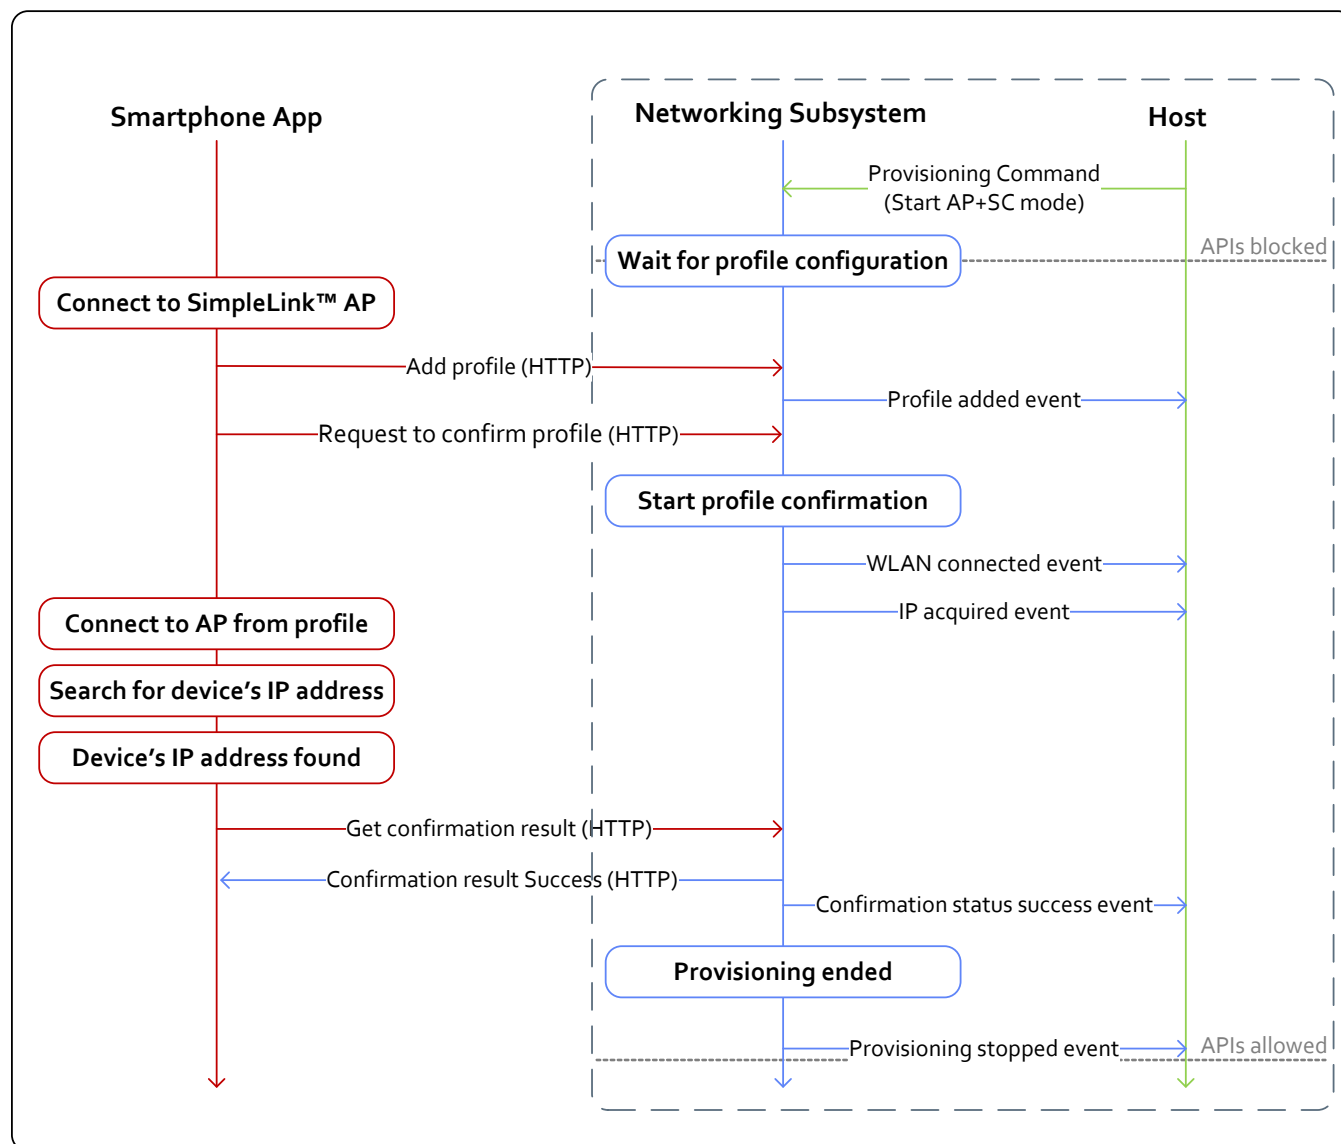 Smartphone App
Networking Subsystem
Host
Provisioning Command
(Start AP+SC mode)
APIs blocked
Wait for profile configuration
Connect to SimpleLink™ AP
Add profile (HTTP)
Profile added event
Request to confirm profile (HTTP)
Start profile confirmation
WLAN connected event
IP acquired event
Connect to AP from profile
Search for device’s IP address
Device’s IP address found
Get confirmation result (HTTP)
Confirmation result Success (HTTP)
Confirmation status success event
Provisioning ended
Provisioning stopped event
APIs allowed